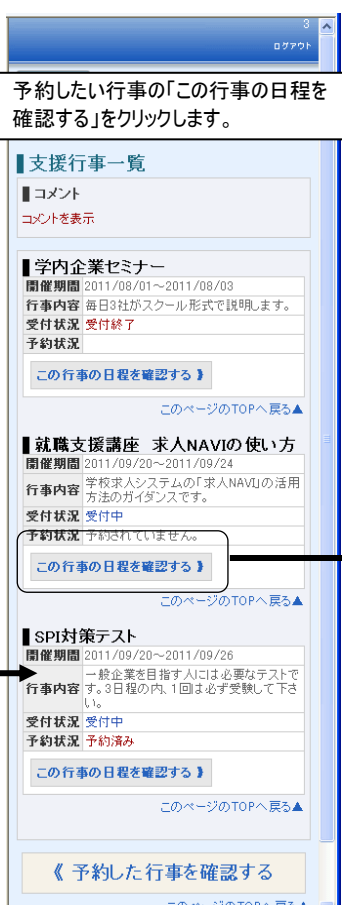 3
ログアウト
予約したい行事の「この行事の日程を
確認する」をクリックします。
支援行事一覧
コメント
コメントを表示
学内企業セミナー
開催期間 2011/08/01～2011/08/03
行事内容 毎日3社がスクール形式で説明します。
受付状況 受付終了
予約状況
この行事の日程を確認する 》
このページのTOPへ戻る▲
就職支援講座 求人NAVIの使い方
開催期間 2011/09/20～2011/09/24
行事内容 学校求人システムの「求人NAVI」の活用
方法のガイダンスです。
受付状況 受付中
予約状況 予約されていません。
この行事の日程を確認する 》
このページのTOPへ戻る▲
SPI対策テスト
開催期間 2011/09/20～2011/09/26
行事内容 一般企業を目指す人には必要なテストで
す。3日程の内、1回は必ず受験して下さ
い。
受付状況 受付中
予約状況 予約済み
この行事の日程を確認する 》
このページのTOPへ戻る▲
《 予約した行事を確認する
このページのTOPへ戻る▲